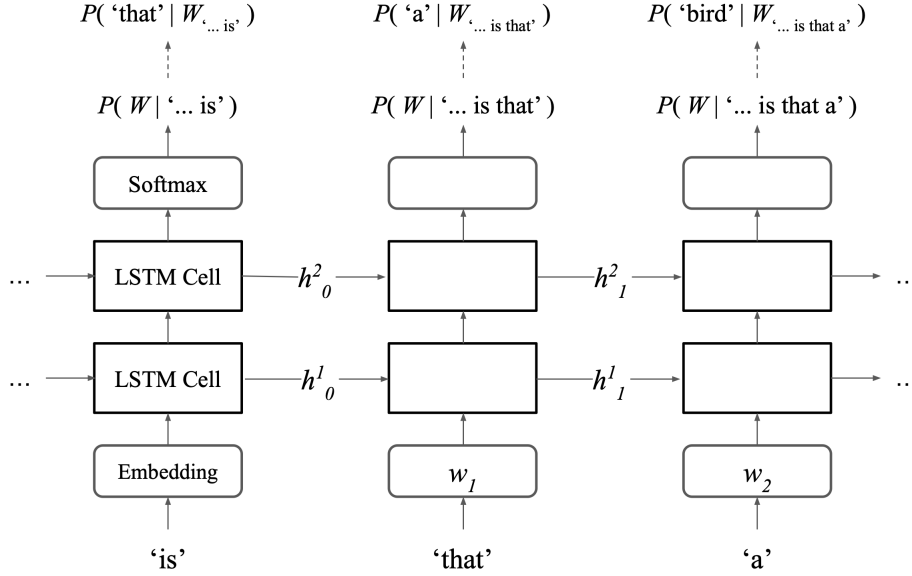 P( ‘that’ | W‘... is’ ) P( ‘a’ | W‘... is that’ ) P( ‘bird’ | W‘... is that a’ )
P( W | ‘... is’ ) P( W | ‘... is that’ ) P( W | ‘... is that a’ )
Softmax
... LSTM Cell h²₀ h²₁ ..
... LSTM Cell h¹₀ h¹₁ ..
Embedding w₁ w₂
‘is’ ‘that’ ‘a’